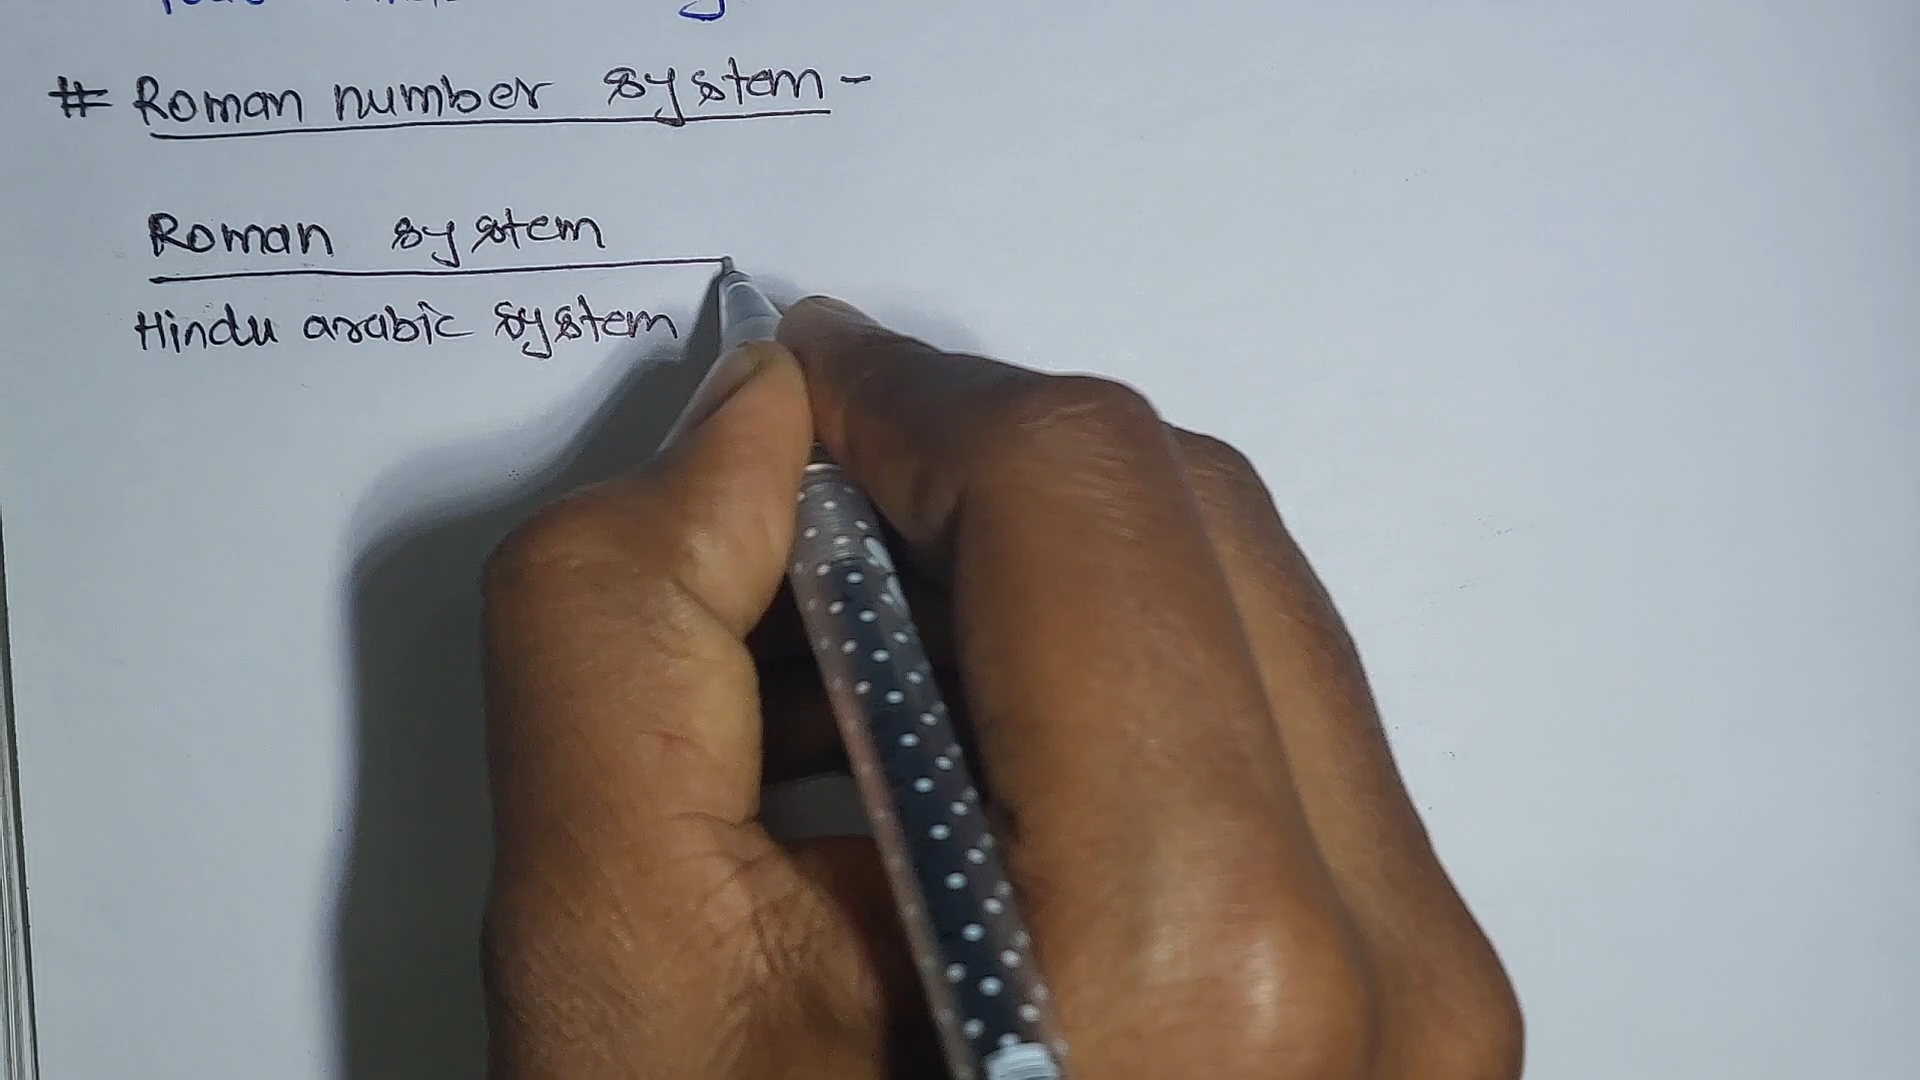 # Roman number system -
Roman system
Hindu arabic system